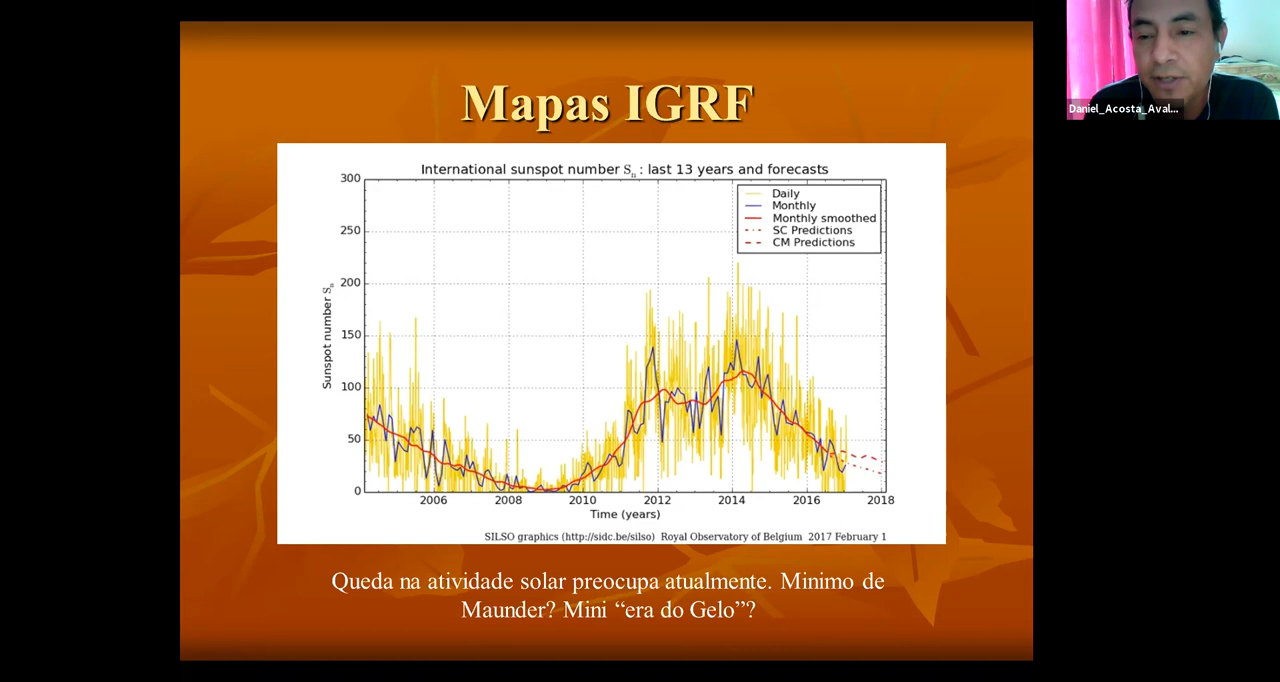 Mapas IGRF
Daniel_Acosta_Aval...
International sunspot number Sn : last 13 years and forecasts
300
250
200
150
100
50
0
Sunspot number Sn
Daily
Monthly
Monthly smoothed
SC Predictions
CM Predictions
2006 2008 2010 2012 2014 2016 2018
Time (years)
SILSO graphics (http://sidc.be/silso) Royal Observatory of Belgium 2017 February 1
Queda na atividade solar preocupa atualmente. Minimo de
Maunder? Mini “era do Gelo”?